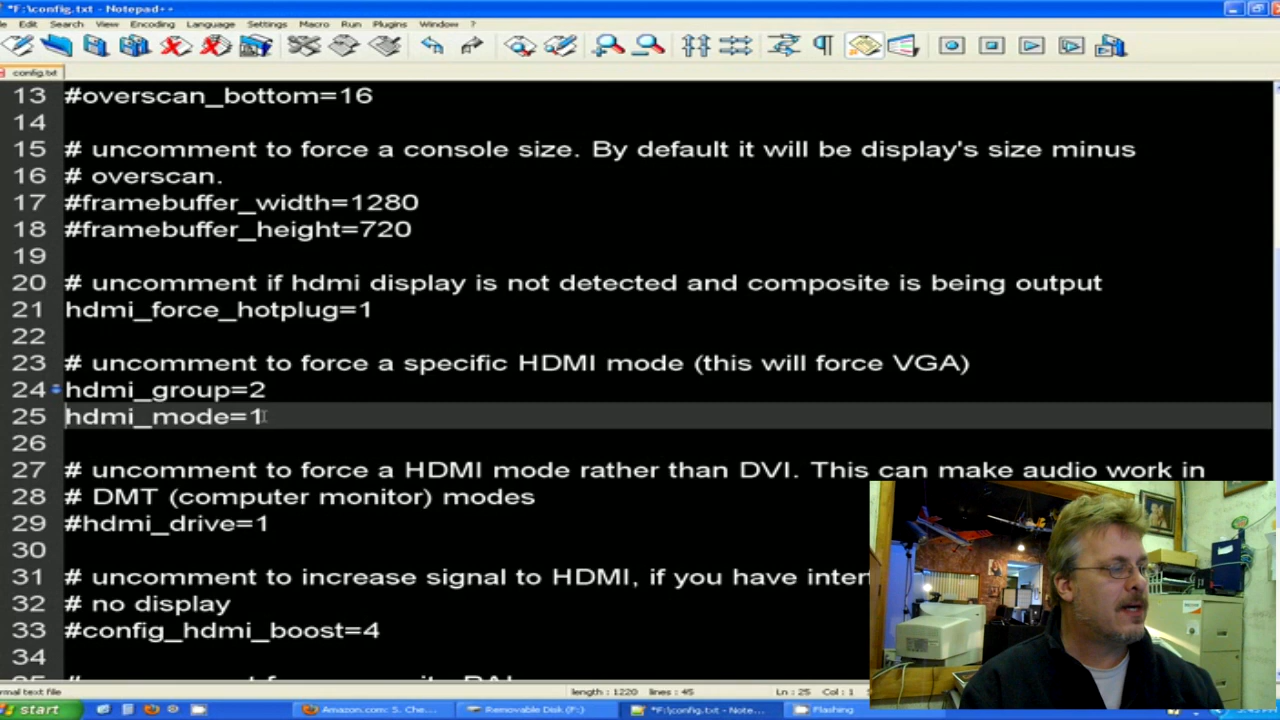 *F:\config.txt - Notepad++
Edit Search View Encoding Language Settings Macro Run Plugins Window ?
config.txt
13 #overscan_bottom=16
14
15 # uncomment to force a console size. By default it will be display's size minus
16 # overscan.
17 #framebuffer_width=1280
18 #framebuffer_height=720
19
20 # uncomment if hdmi display is not detected and composite is being output
21 hdmi_force_hotplug=1
22
23 # uncomment to force a specific HDMI mode (this will force VGA)
24 hdmi_group=2
25 hdmi_mode=1
26
27 # uncomment to force a HDMI mode rather than DVI. This can make audio work in
28 # DMT (computer monitor) modes
29 #hdmi_drive=1
30
31 # uncomment to increase signal to HDMI, if you have inter
32 # no display
33 #config_hdmi_boost=4
34
rmal text file length : 1220 lines : 45 Ln : 25 Col : 1
start Amazon.com: S. Che... Removable Disk (F:) *F:\config.txt - Note... Flashing